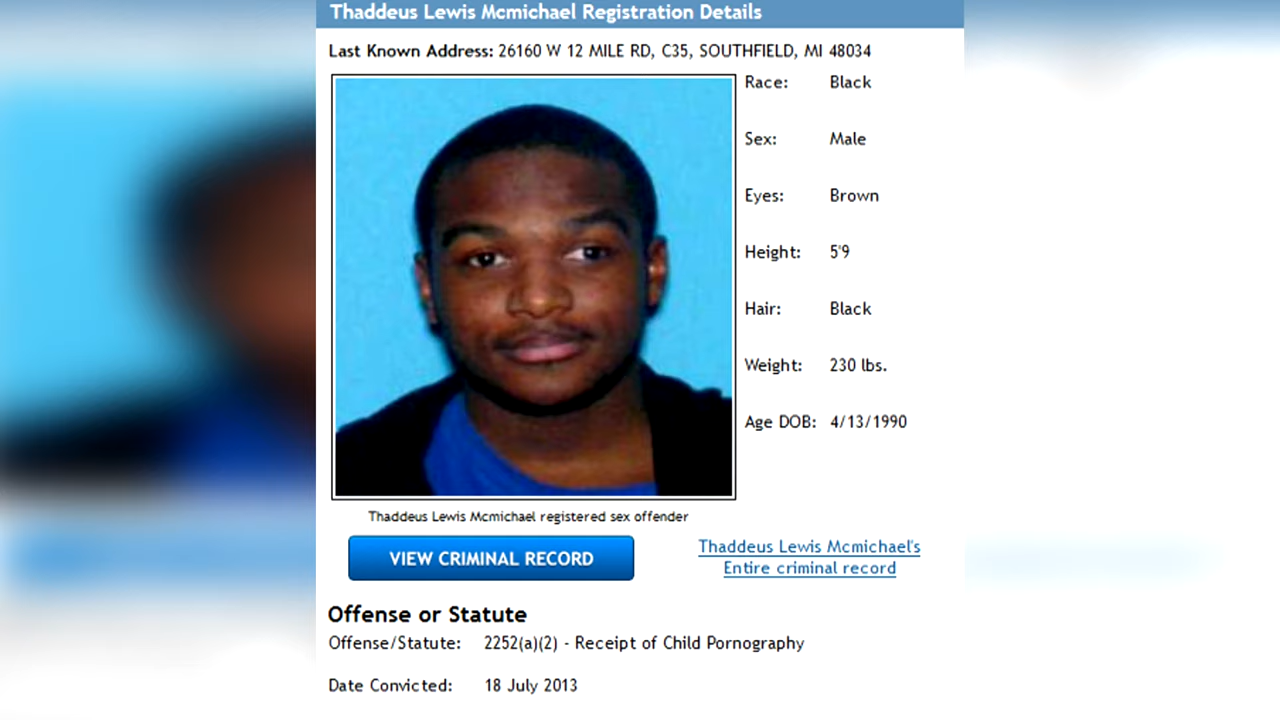 Thaddeus Lewis Mcmichael Registration Details
Last Known Address: 26160 W 12 MILE RD, C35, SOUTHFIELD, MI 48034
Race: Black
Sex: Male
Eyes: Brown
Height: 5'9
Hair: Black
Weight: 230 lbs.
Age DOB: 4/13/1990
Thaddeus Lewis Mcmichael registered sex offender
VIEW CRIMINAL RECORD
Thaddeus Lewis Mcmichael's
Entire criminal record
Offense or Statute
Offense/Statute: 2252(a)(2) - Receipt of Child Pornography
Date Convicted: 18 July 2013